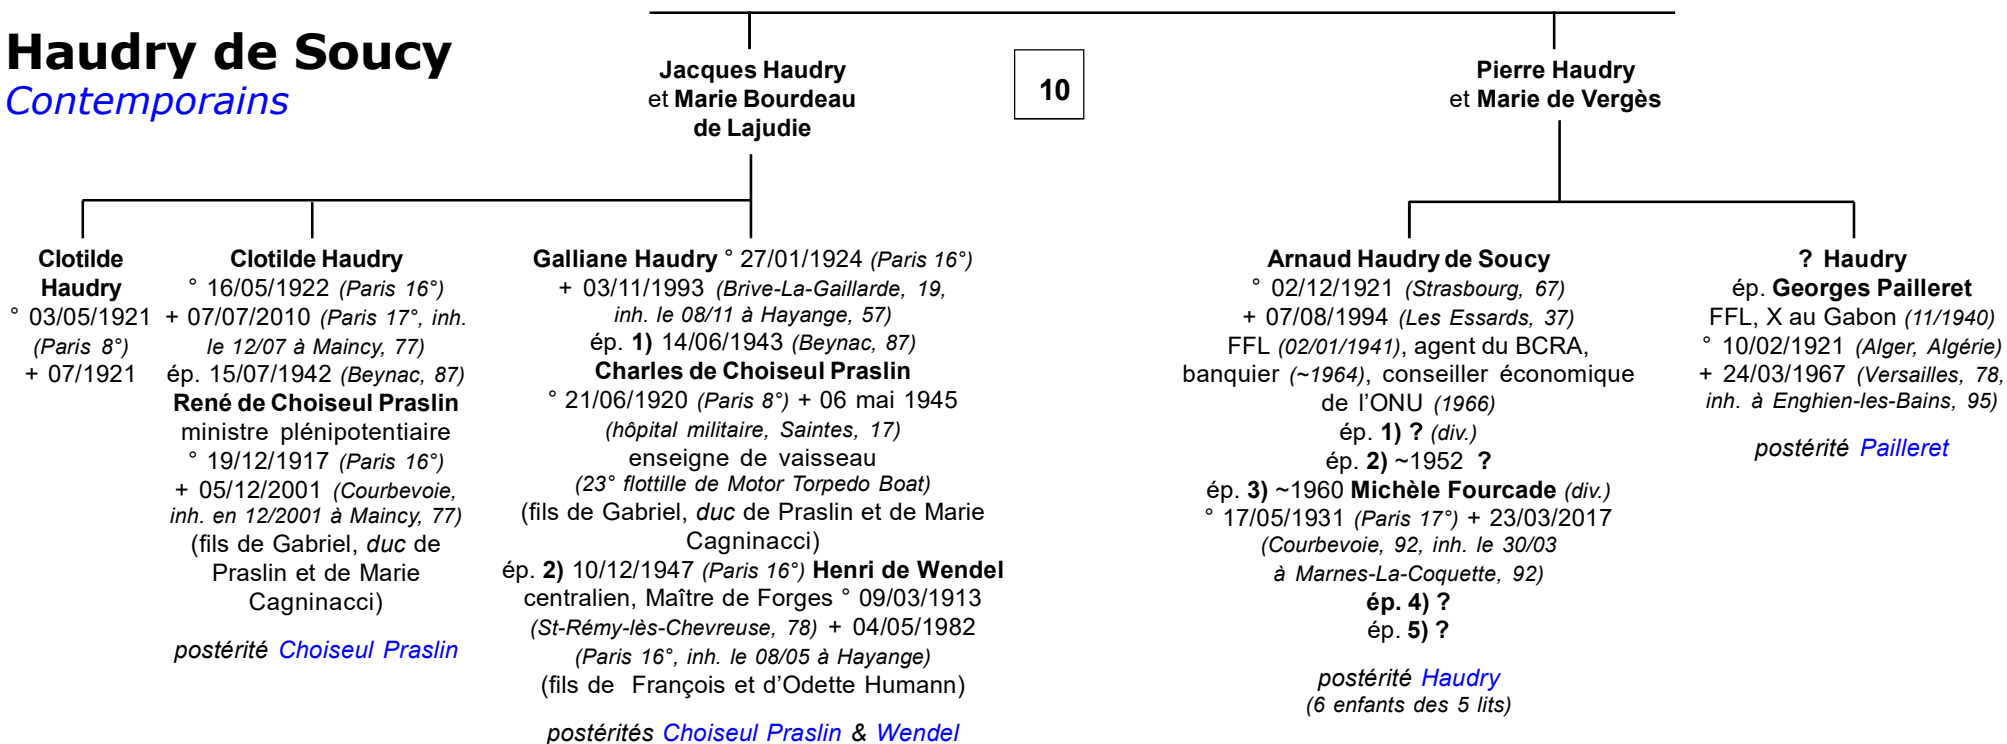 Haudry de Soucy
Contemporains
Jacques Haudry
et Marie Bourdeau
de Lajudie
10
Pierre Haudry
et Marie de Vergès
Clotilde
Haudry
° 03/05/1921
(Paris 8°)
+ 07/1921
Clotilde Haudry
° 16/05/1922 (Paris 16°)
+ 07/07/2010 (Paris 17°, inh.
le 12/07 à Maincy, 77)
ép. 15/07/1942 (Beynac, 87)
René de Choiseul Praslin
ministre plénipotentiaire
° 19/12/1917 (Paris 16°)
+ 05/12/2001 (Courbevoie,
inh. en 12/2001 à Maincy, 77)
(fils de Gabriel, duc de
Praslin et de Marie
Cagninacci)
postérité Choiseul Praslin
Galliane Haudry ° 27/01/1924 (Paris 16°)
+ 03/11/1993 (Brive-La-Gaillarde, 19,
inh. le 08/11 à Hayange, 57)
ép. 1) 14/06/1943 (Beynac, 87)
Charles de Choiseul Praslin
° 21/06/1920 (Paris 8°) + 06 mai 1945
(hôpital militaire, Saintes, 17)
enseigne de vaisseau
(23° flottille de Motor Torpedo Boat)
(fils de Gabriel, duc de Praslin et de Marie
Cagninacci)
ép. 2) 10/12/1947 (Paris 16°) Henri de Wendel
centralien, Maître de Forges ° 09/03/1913
(St-Rémy-lès-Chevreuse, 78) + 04/05/1982
(Paris 16°, inh. le 08/05 à Hayange)
(fils de François et d'Odette Humann)
postérités Choiseul Praslin & Wendel
Arnaud Haudry de Soucy
° 02/12/1921 (Strasbourg, 67)
+ 07/08/1994 (Les Essards, 37)
FFL (02/01/1941), agent du BCRA,
banquier (~1964), conseiller économique
de l'ONU (1966)
ép. 1) ? (div.)
ép. 2) ~1952 ?
ép. 3) ~1960 Michèle Fourcade (div.)
° 17/05/1931 (Paris 17°) + 23/03/2017
(Courbevoie, 92, inh. le 30/03
à Marnes-La-Coquette, 92)
ép. 4) ?
ép. 5) ?
postérité Haudry
(6 enfants des 5 lits)
? Haudry
ép. Georges Pailleret
FFL, X au Gabon (11/1940)
° 10/02/1921 (Alger, Algérie)
+ 24/03/1967 (Versailles, 78,
inh. à Enghien-les-Bains, 95)
postérité Pailleret